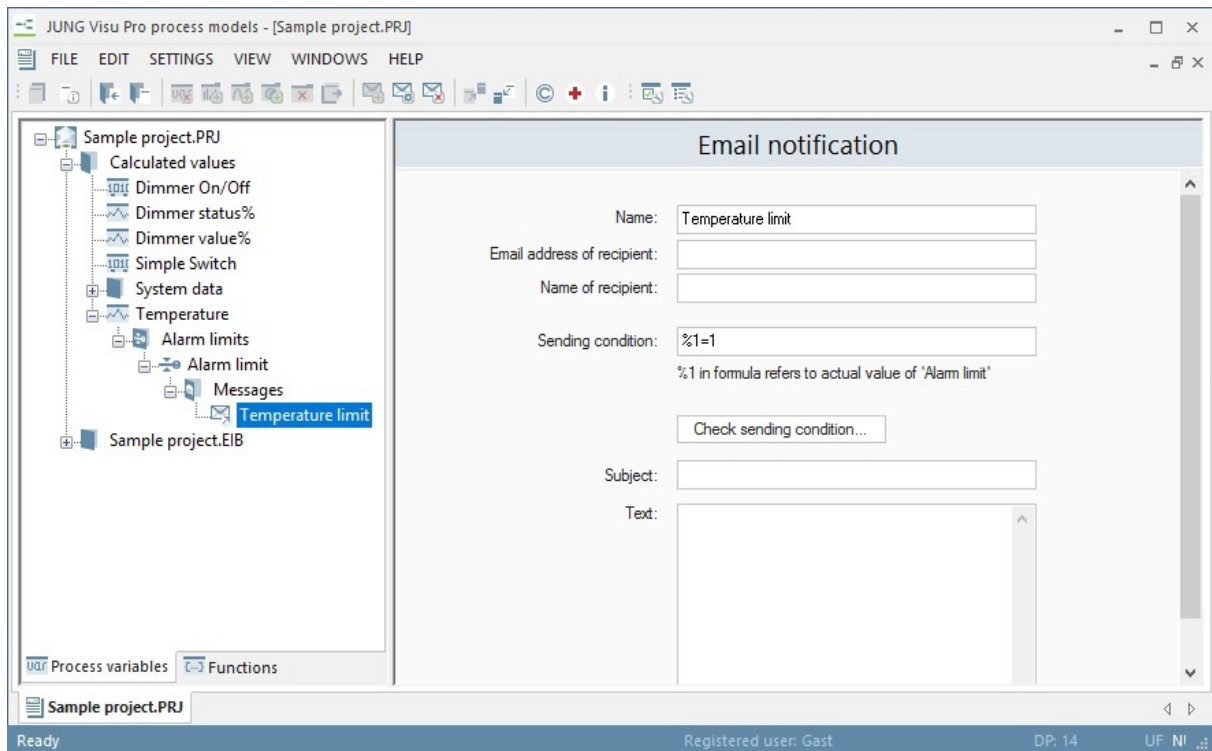 JUNG Visu Pro process models - [Sample project.PRJ]
FILE EDIT SETTINGS VIEW WINDOWS HELP
Sample project.PRJ
Calculated values
Dimmer On/Off
Dimmer status%
Dimmer value%
Simple Switch
System data
Temperature
Alarm limits
Alarm limit
Messages
Temperature limit
Sample project.EIB
Process variables Functions
Email notification
Name: Temperature limit
Email address of recipient:
Name of recipient:
Sending condition: %1=1
%1 in formula refers to actual value of 'Alarm limit'
Check sending condition...
Subject:
Text:
Sample project.PRJ
Ready Registered user: Gast DP: 14 UF